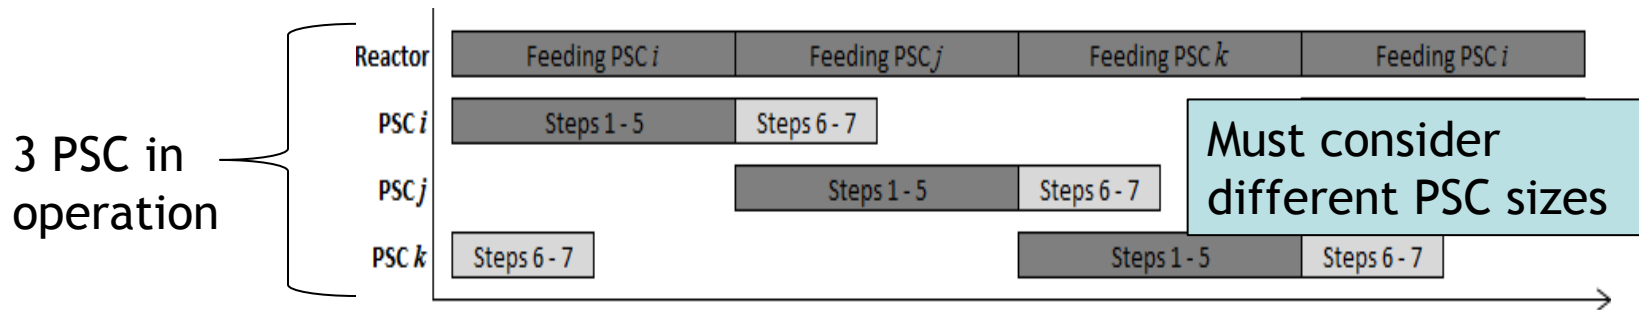 3 PSC in
operation
Reactor Feeding PSC i Feeding PSC j Feeding PSC k Feeding PSC i
PSC i Steps 1 - 5 Steps 6 - 7
PSC j Steps 1 - 5 Steps 6 - 7
PSC k Steps 6 - 7 Steps 1 - 5 Steps 6 - 7
Must consider
different PSC sizes